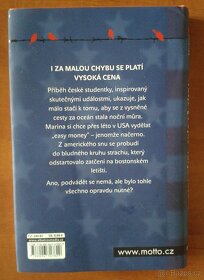 I ZA MALOU CHYBU SE PLATÍ
VYSOKÁ CENA
Příběh české studentky, inspirovaný
skutečnými událostmi, ukazuje, jak
málo stačí k tomu, aby se z vysněné
cesty za oceán stala noční můra.
Marina si chce přes léto v USA vydělat
„easy money“ – jenomže načerno.
Z amerického snu se tak probudí
do bludného kruhu strachu, který
odstartovalo zatčení na bostonském
letišti.
Ano, podvádět se nemá, ale bylo tohle
všechno opravdu nutné?
www.motto.cz